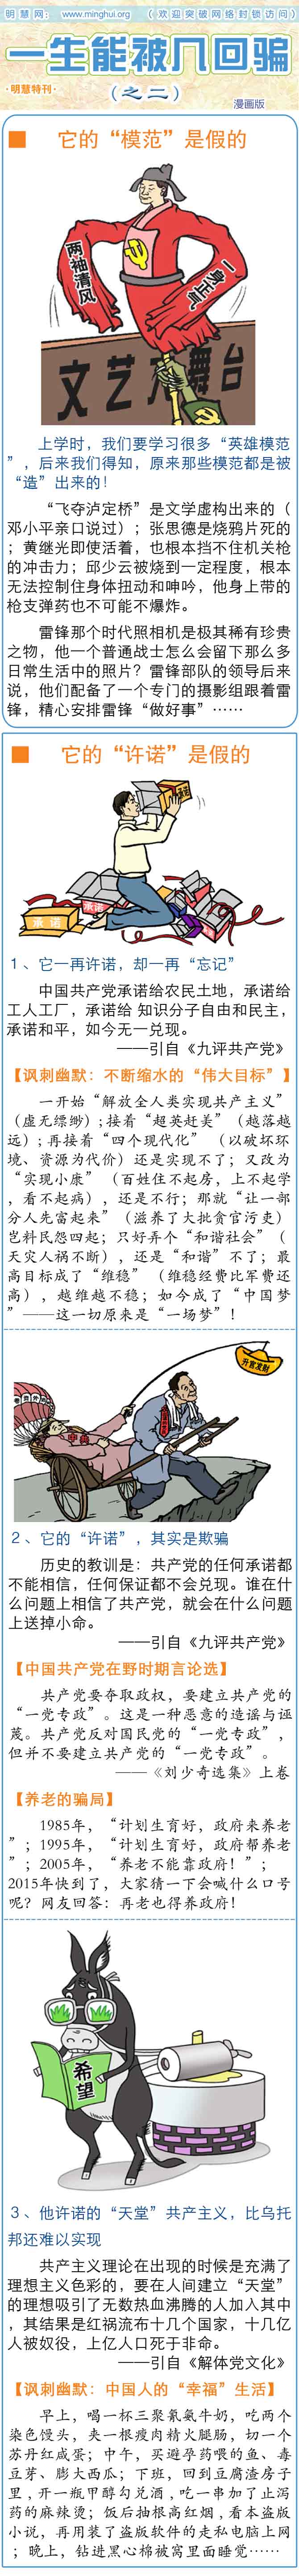 明慧网: www.minghui.org （欢迎突破网络封锁访问）
一生能被几回骗
·明慧特刊·
（之二）
漫画版
它的“模范”是假的
两袖清风
一身正气
文艺大舞台
上学时，我们要学习很多“英雄模范
”，后来我们得知，原来那些模范都是被
“造”出来的！
“飞夺泸定桥”是文学虚构出来的（
邓小平亲口说过）；张思德是烧鸦片死的
；黄继光即使活着，也根本挡不住机关枪
的冲击力；邱少云被烧到一定程度，根本
无法控制住身体扭动和呻吟，他身上带的
枪支弹药也不可能不爆炸。
雷锋那个时代照相机是极其稀有珍贵
之物，他一个普通战士怎么会留下那么多
日常生活中的照片？雷锋部队的领导后来
说，他们配备了一个专门的摄影组跟着雷
锋，精心安排雷锋“做好事”……
它的“许诺”是假的
承诺
承诺
承诺
1、它一再许诺，却一再“忘记”
中国共产党承诺给农民土地，承诺给
工人工厂，承诺给 知识分子自由和民主，
承诺和平，如今无一兑现。
——引自《九评共产党》
【讽刺幽默：不断缩水的“伟大目标”】
一开始“解放全人类实现共产主义”
（虚无缥缈）；接着“超英赶美”（越落越
远）；再接着“四个现代化” （以破坏环
境、资源为代价）还是实现不了；又改为
“实现小康”（百姓住不起房，上不起学
，看不起病），还是不行；那就“让一部
分人先富起来”（滋养了大批贪官污吏）
岂料民怨四起；只好弄个“和谐社会”（
天灾人祸不断），还是“和谐”不了；最
高目标成了“维稳”（维稳经费比军费还
高），越维越不稳；如今成了“中国梦
”——这一切原来是“一场梦”！
升官发财
2、它的“许诺”，其实是欺骗
历史的教训是：共产党的任何承诺都
不能相信，任何保证都不会兑现。谁在什
么问题上相信了共产党，就会在什么问题
上送掉小命。
——引自《九评共产党》
【中国共产党在野时期言论选】
共产党要夺取政权，要建立共产党的
“一党专政”。这是一种恶意的造谣与诬
蔑。共产党反对国民党的“一党专政”，
但并不要建立共产党的“一党专政”。
——《刘少奇选集》上卷
【养老的骗局】
1985年，“计划生育好，政府来养老
”；1995年，“计划生育好，政府帮养老
”；2005年，“养老不能靠政府！”；
2015年快到了，大家猜一下会喊什么口号
呢？网友回答：再老也得养政府！
希望
3、他许诺的“天堂”共产主义，比乌托
邦还难以实现
共产主义理论在出现的时候是充满了
理想主义色彩的，要在人间建立“天堂”
的理想吸引了无数热血沸腾的人加入其中
，其结果是红祸流布十几个国家，十几亿
人被奴役，上亿人口死于非命。
——引自《解体党文化》
【讽刺幽默：中国人的“幸福”生活】
早上，喝一杯三聚氰氨牛奶，吃两个
染色馒头，夹一根瘦肉精火腿肠，切一个
苏丹红咸蛋；中午，买避孕药喂的鱼、毒
豆芽、膨大西瓜；下班，回到豆腐渣房子
里，开一瓶甲醇勾兑酒，吃一串加了止泻
药的麻辣烫；饭后抽根高红烟，看本盗版
小说，再用装了盗版软件的走私电脑上网
；晚上，钻进黑心棉被窝里面睡觉……